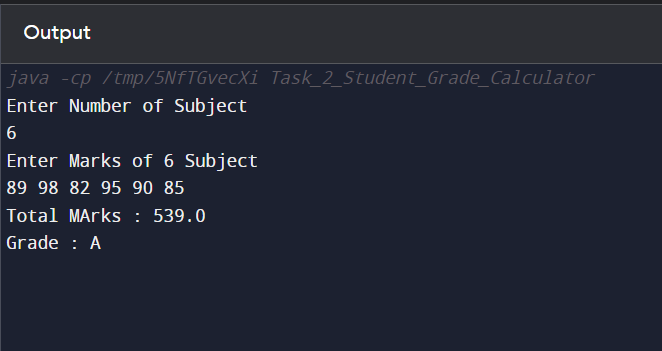 Output
java -cp /tmp/5NfTGvecXi Task_2_Student_Grade_Calculator
Enter Number of Subject
6
Enter Marks of 6 Subject
89 98 82 95 90 85
Total MArks : 539.0
Grade : A